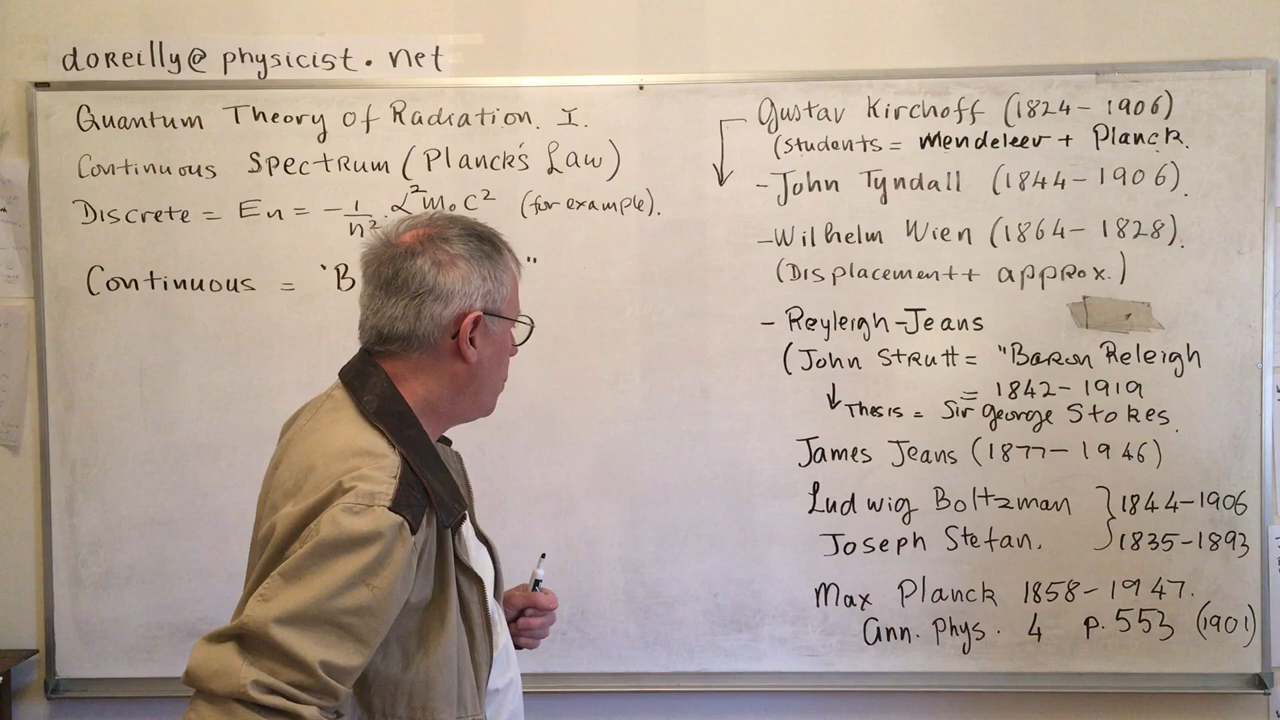 doReilly@physicist.net
Quantum Theory of Radiation. I.
Continuous Spectrum (Planck's Law)
Discrete = En = -1/n². α²m₀c² (for example).
Continuous = 'B "
Gustav Kirchoff (1824-1906)
(students = Mendeleev + Planck.
-John Tyndall (1844-1906).
-Wilhelm Wien (1864-1828).
(Displacement + approx.)
- Reyleigh-Jeans
(John Strutt = "Baron Releigh
= 1842-1919
↓ Thesis = Sir George Stokes.
James Jeans (1877-1946)
Ludwig Boltzman } 1844-1906
Joseph Stefan. } 1835-1893
Max Planck 1858-1947.
Ann. Phys. 4 p.553 (1901)